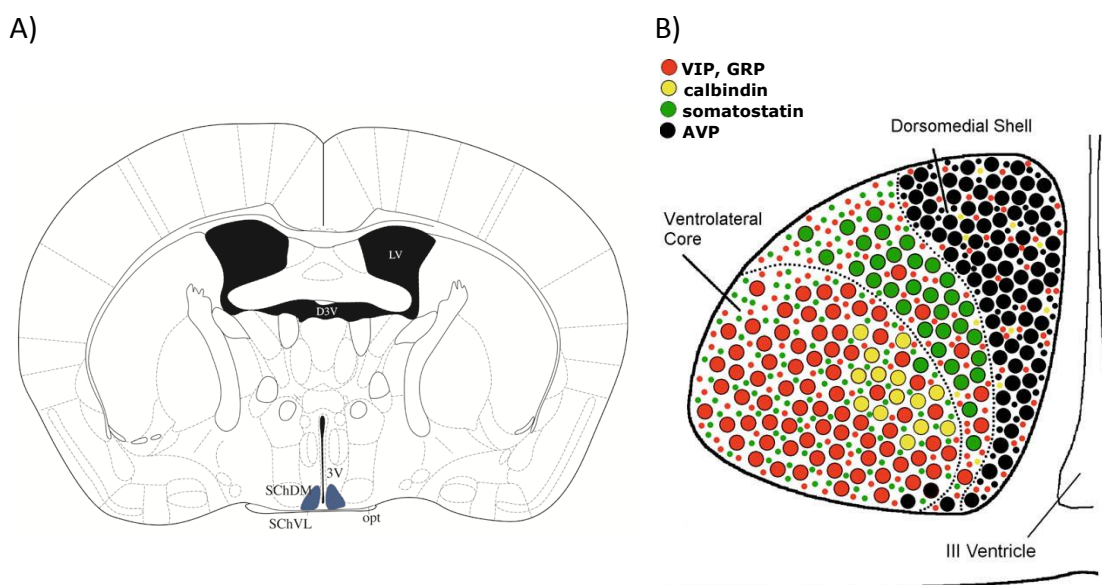 A)
LV
D3V
3V
SChDM
SChVL
opt
B)
VIP, GRP
calbindin
somatostatin
AVP
Dorsomedial Shell
Ventrolateral
Core
III Ventricle